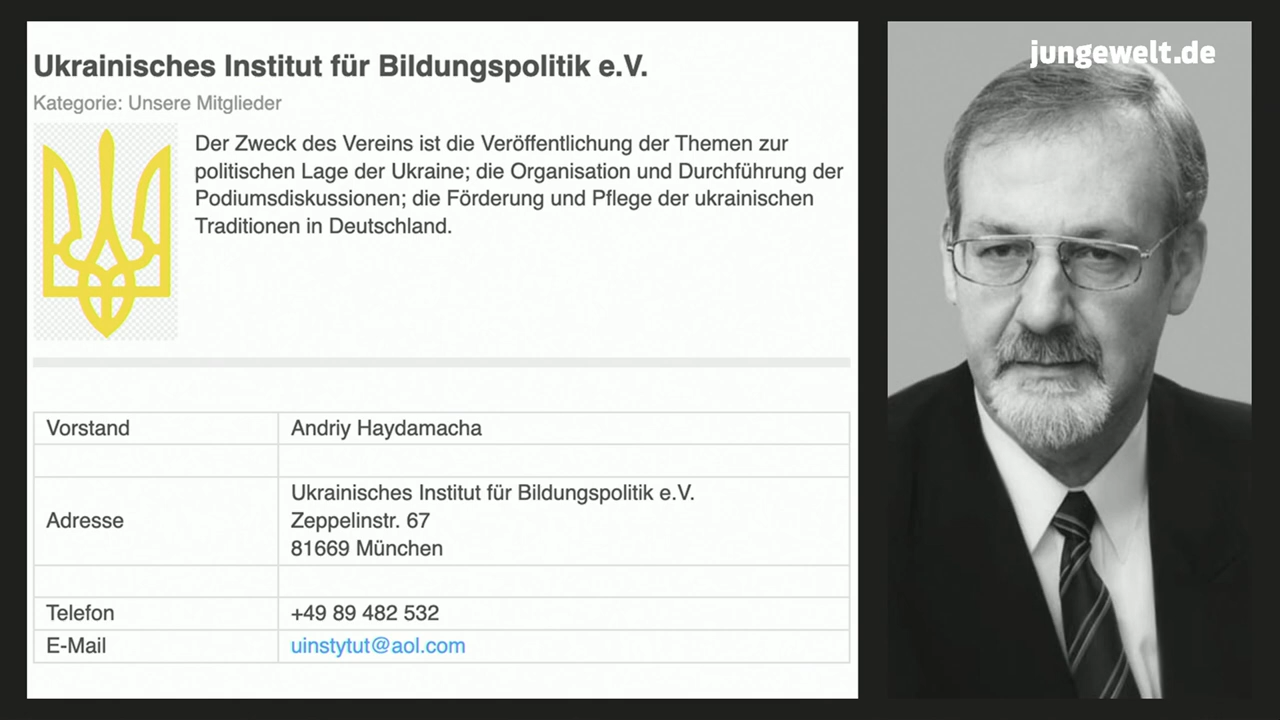 Ukrainisches Institut für Bildungspolitik e.V.
Kategorie: Unsere Mitglieder
Der Zweck des Vereins ist die Veröffentlichung der Themen zur
politischen Lage der Ukraine; die Organisation und Durchführung der
Podiumsdiskussionen; die Förderung und Pflege der ukrainischen
Traditionen in Deutschland.
Vorstand Andriy Haydamacha
Adresse
Ukrainisches Institut für Bildungspolitik e.V.
Zeppelinstr. 67
81669 München
Telefon +49 89 482 532
E-Mail uinstytut@aol.com
jungewelt.de